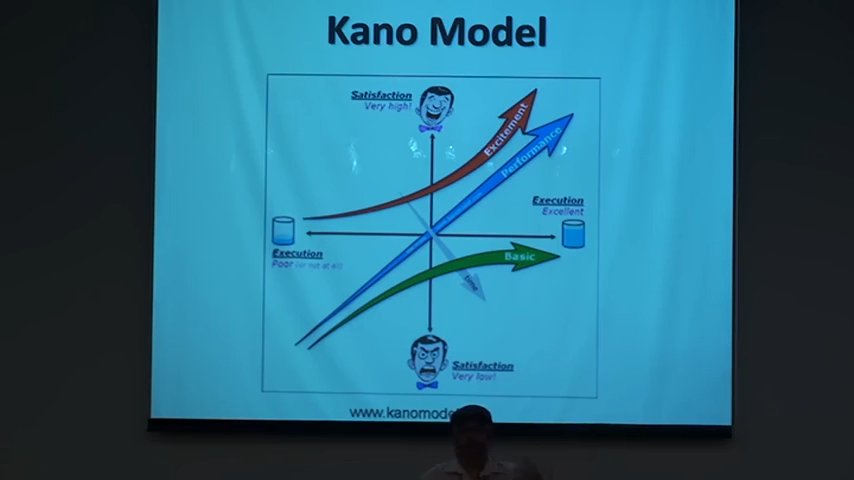 Kano Model
Satisfaction
Very high!
Excitement
Performance
Execution
Excellent
Execution
Poor (or not at all)
Basic
Time
Satisfaction
Very low!
www.kanomodel